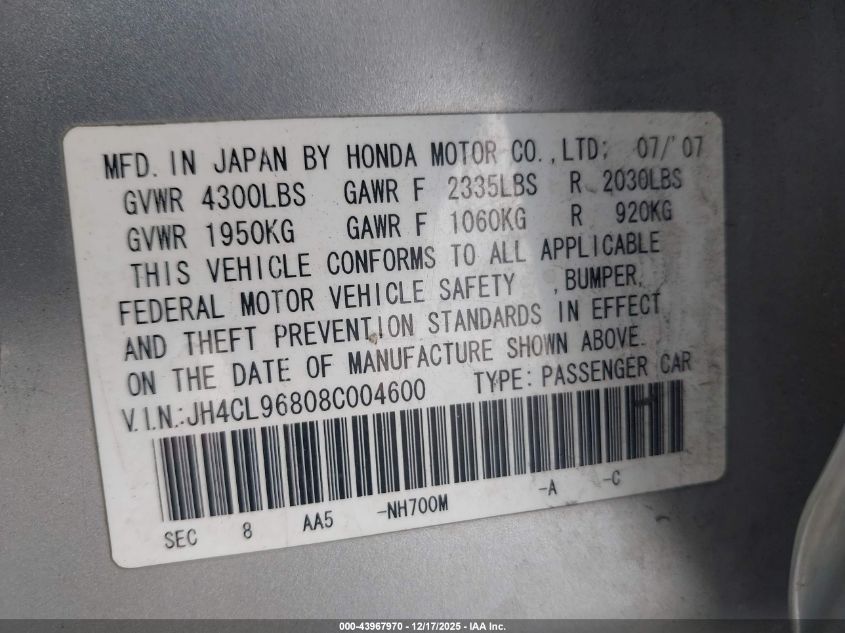 MFD. IN JAPAN BY HONDA MOTOR CO., LTD; 07/'07
GVWR 4300LBS GAWR F 2335LBS R 2030LBS
GVWR 1950KG GAWR F 1060KG R 920KG
THIS VEHICLE CONFORMS TO ALL APPLICABLE
FEDERAL MOTOR VEHICLE SAFETY , BUMPER,
AND THEFT PREVENTION STANDARDS IN EFFECT
ON THE DATE OF MANUFACTURE SHOWN ABOVE.
V.I.N.:JH4CL96808C004600 TYPE: PASSENGER CAR
H
SEC 8 AA5 -NH700M -A -C
000-43967970 - 12/17/2025 - IAA Inc.